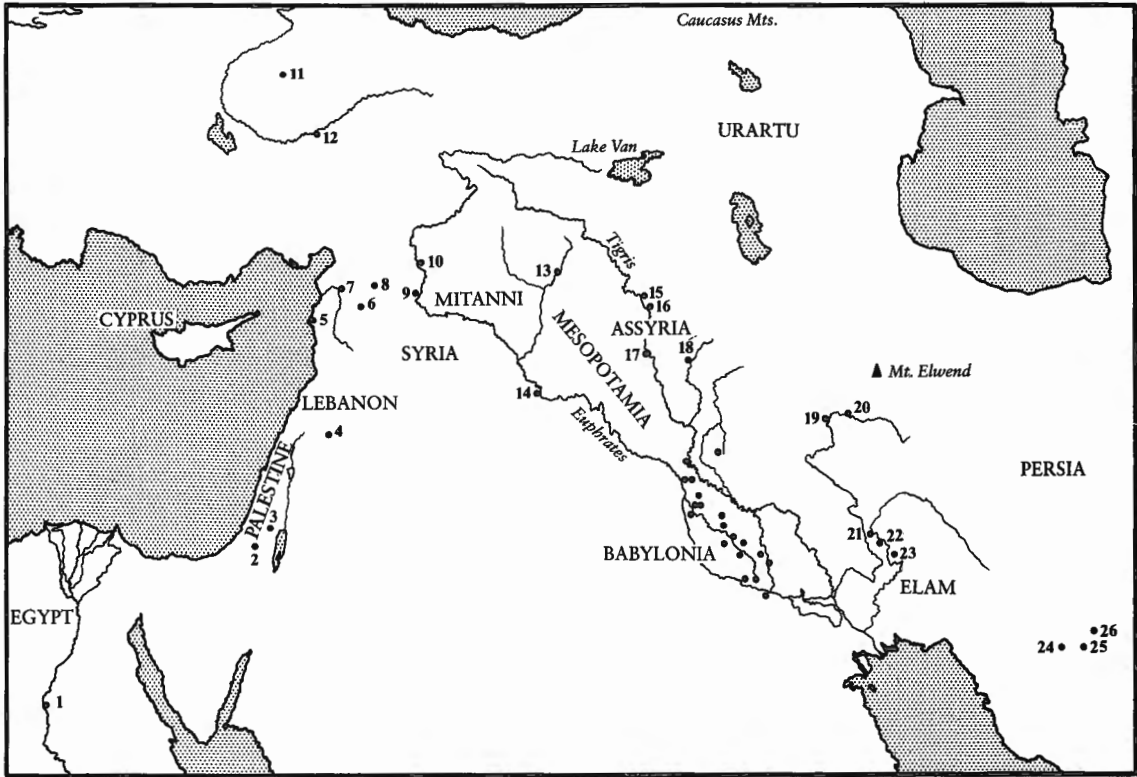 Caucasus Mts.
11
URARTU
12
Lake Van
Tigris
10
13
7
8
9
MITANNI
15
6
16
CYPRUS
5
ASSYRIA
MESOPOTAMIA
SYRIA
17
18
Mt. Elwend
14
LEBANON
Euphrates
19
20
4
PERSIA
PALESTINE
3
21
22
2
BABYLONIA
23
ELAM
EGYPT
26
24
25
1